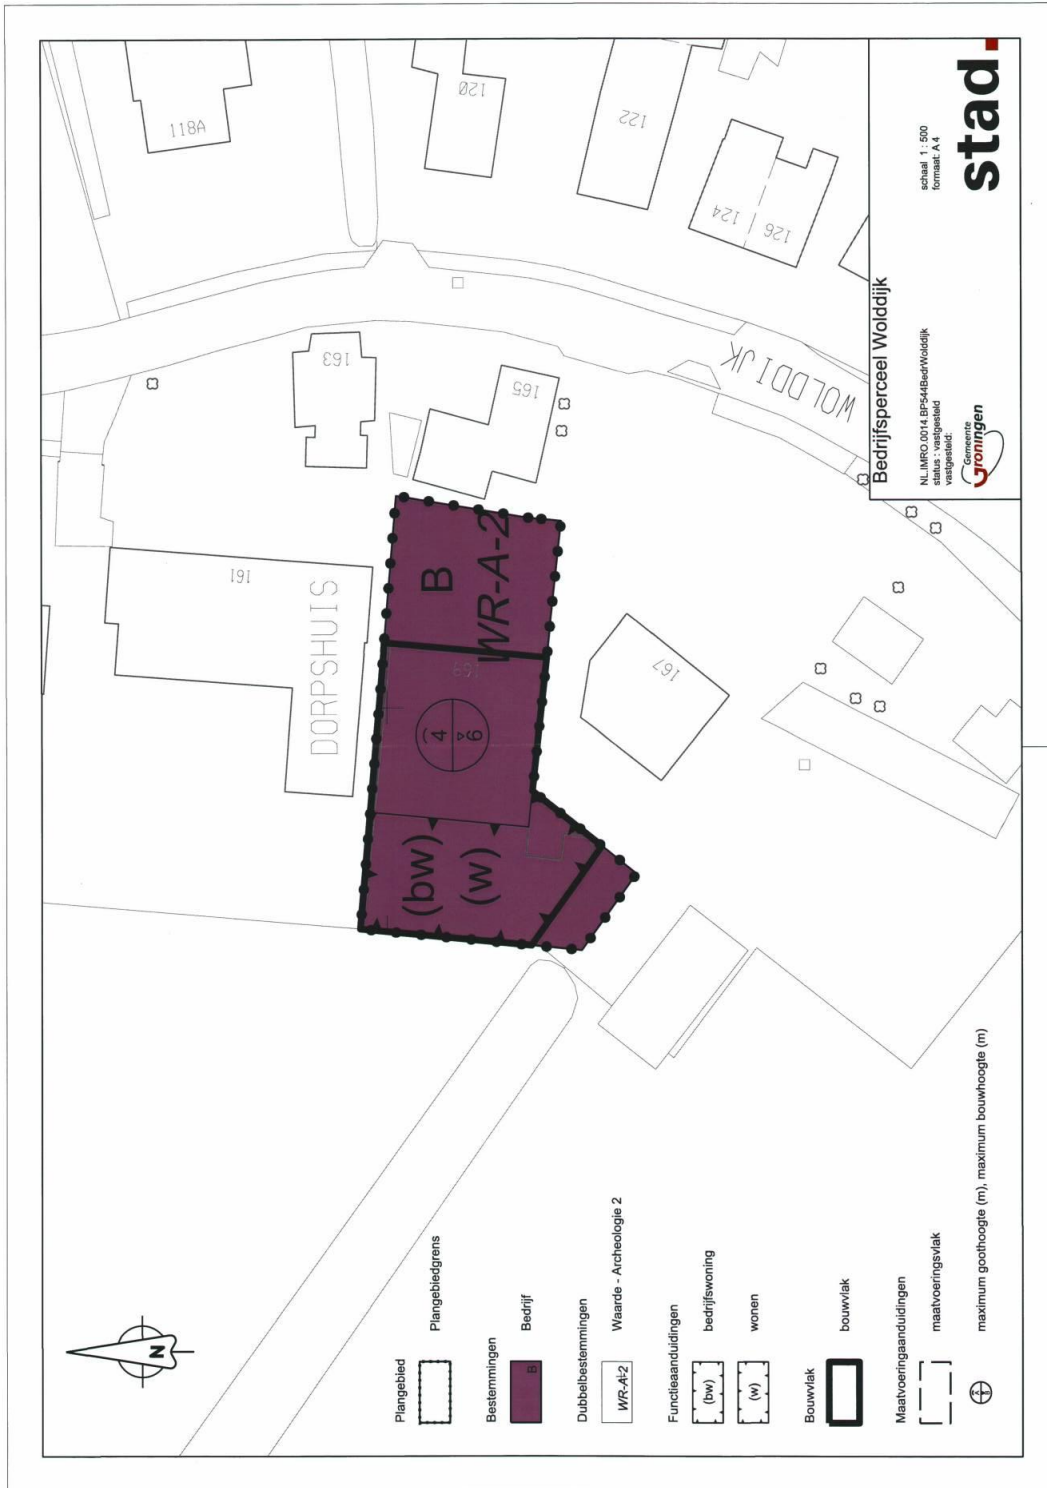 118A
120
122
124
126
163
165
WOLDDIJK
161
DORPSHUIS
B
WR-A-2
169
4
6
(bw)
(w)
167
Bedrijfsperceel Wolddijk
NL.IMRO.0014.BP544BedrWolddijk
status : vastgesteld
vastgesteld:
schaal 1 : 500
formaat: A 4
Gemeente
Groningen
stad.
N
Plangebied
Plangebiedgrens
Bestemmingen
B
Bedrijf
Dubbelbestemmingen
WR-A-2
Waarde - Archeologie 2
Functieaanduidingen
(bw)
bedrijfswoning
(w)
wonen
Bouwvlak
bouwvlak
Maatvoeringaanduidingen
maatvoeringsvlak
maximum goothoogte (m), maximum bouwhoogte (m)